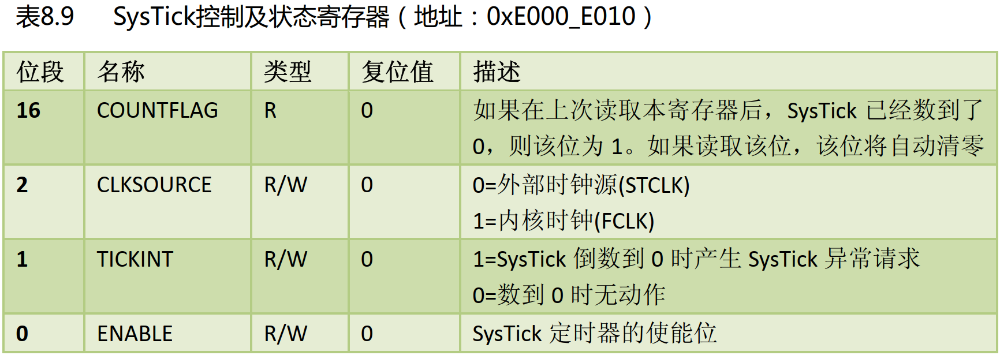 表8.9 SysTick控制及状态寄存器（地址：0xE000_E010）
位段 名称 类型 复位值 描述
16 COUNTFLAG R 0 如果在上次读取本寄存器后，SysTick 已经数到了
0，则该位为 1。如果读取该位，该位将自动清零
2 CLKSOURCE R/W 0 0=外部时钟源(STCLK)
1=内核时钟(FCLK)
1 TICKINT R/W 0 1=SysTick 倒数到 0 时产生 SysTick 异常请求
0=数到 0 时无动作
0 ENABLE R/W 0 SysTick 定时器的使能位